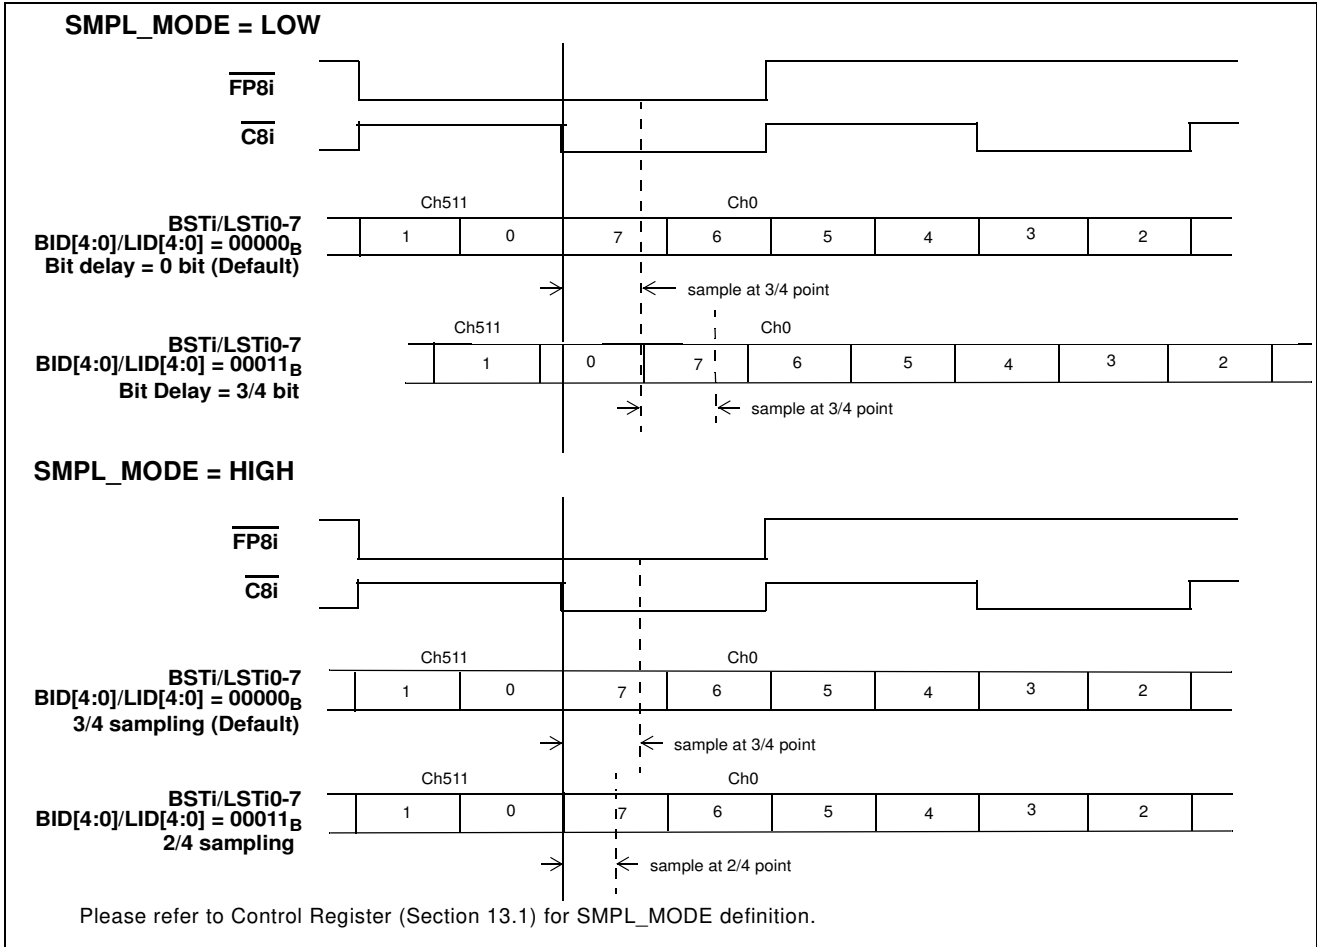 SMPL_MODE = LOW
FP8i
C8i
Ch511 Ch0
BSTi/LSTi0-7
BID[4:0]/LID[4:0] = 00000B
Bit delay = 0 bit (Default)
1 0 7 6 5 4 3 2
sample at 3/4 point
Ch511 Ch0
BSTi/LSTi0-7
BID[4:0]/LID[4:0] = 00011B
Bit Delay = 3/4 bit
1 0 7 6 5 4 3 2
sample at 3/4 point
SMPL_MODE = HIGH
FP8i
C8i
Ch511 Ch0
BSTi/LSTi0-7
BID[4:0]/LID[4:0] = 00000B
3/4 sampling (Default)
1 0 7 6 5 4 3 2
sample at 3/4 point
Ch511 Ch0
BSTi/LSTi0-7
BID[4:0]/LID[4:0] = 00011B
2/4 sampling
1 0 7 6 5 4 3 2
sample at 2/4 point
Please refer to Control Register (Section 13.1) for SMPL_MODE definition.